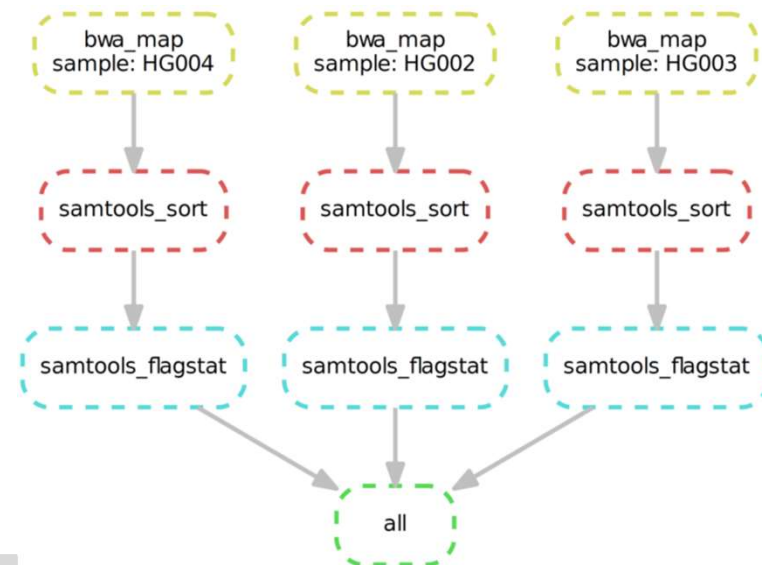 bwa_map
sample: HG004
bwa_map
sample: HG002
bwa_map
sample: HG003
samtools_sort
samtools_sort
samtools_sort
samtools_flagstat
samtools_flagstat
samtools_flagstat
all